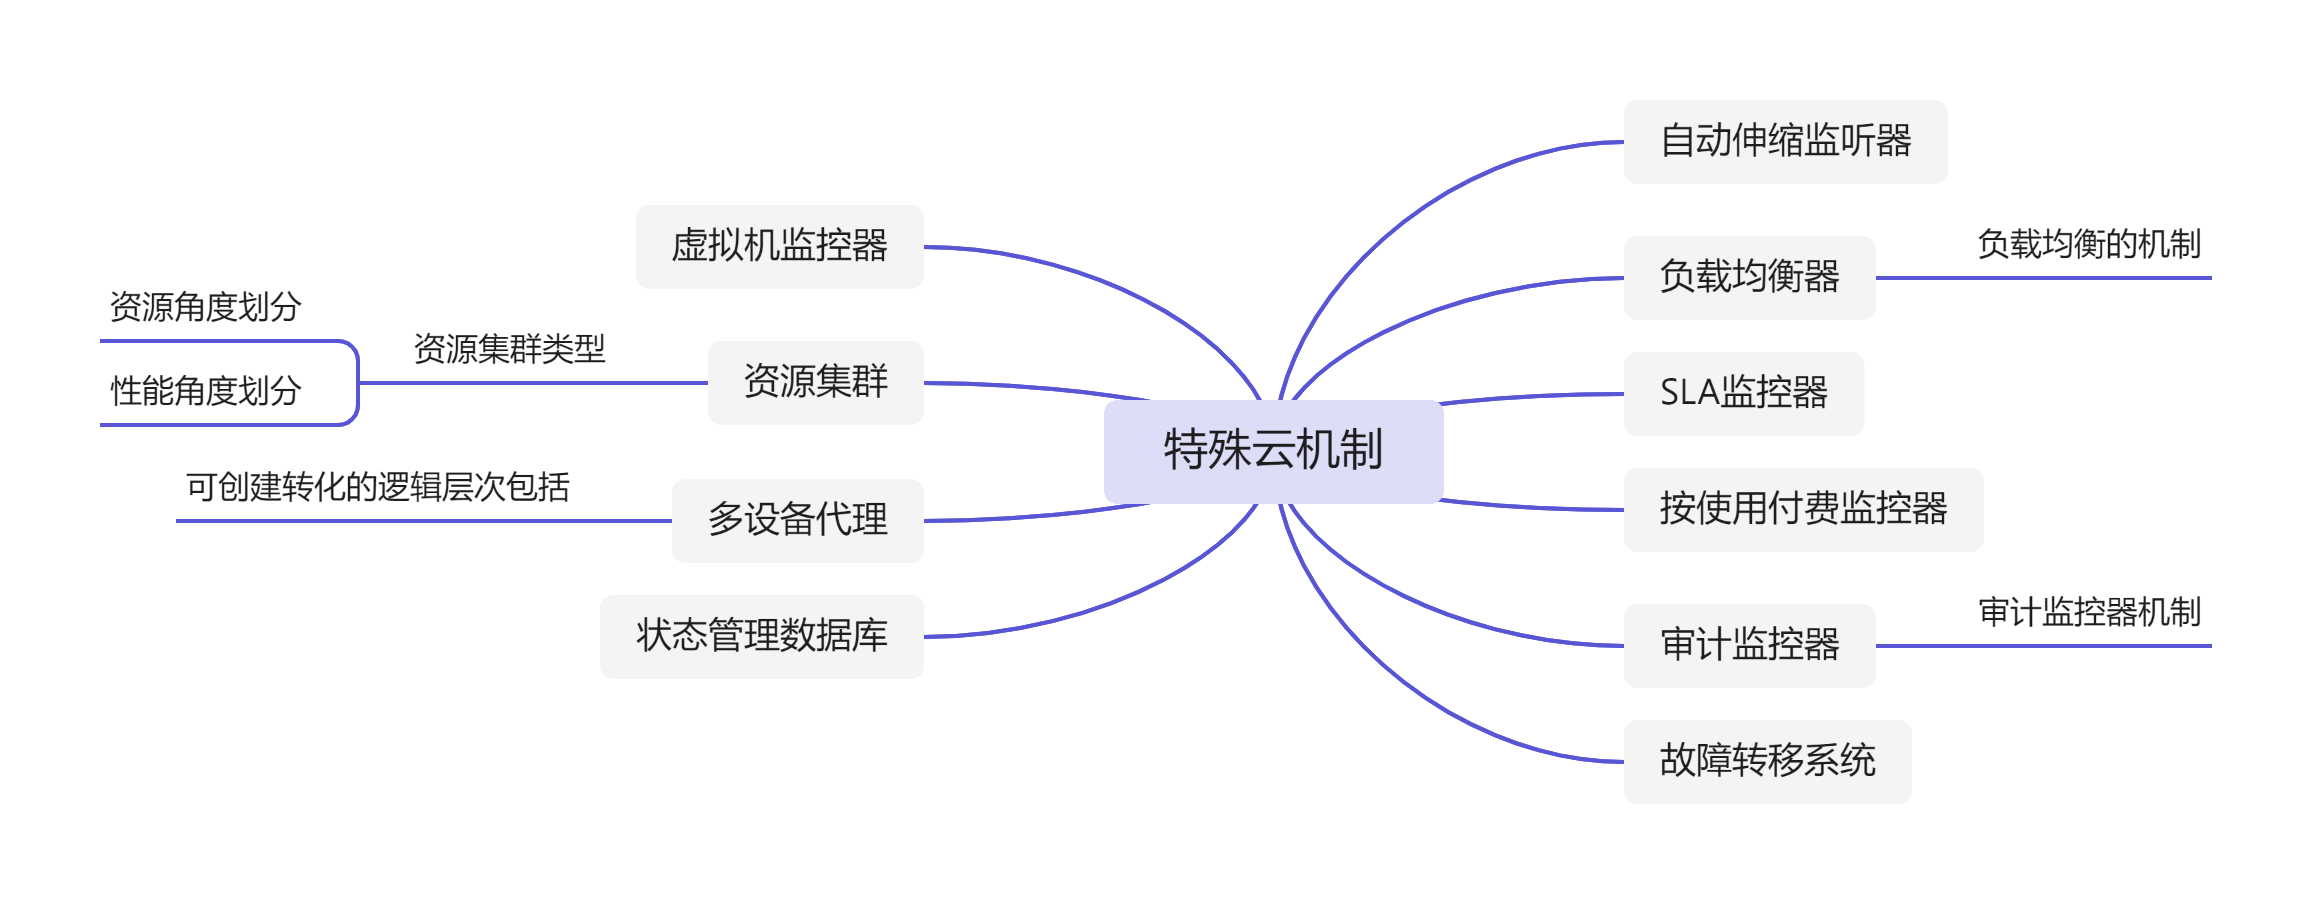 特殊云机制
自动伸缩监听器
负载均衡器
负载均衡的机制
SLA监控器
按使用付费监控器
审计监控器
审计监控器机制
故障转移系统
虚拟机监控器
资源集群
资源集群类型
资源角度划分
性能角度划分
多设备代理
可创建转化的逻辑层次包括
状态管理数据库